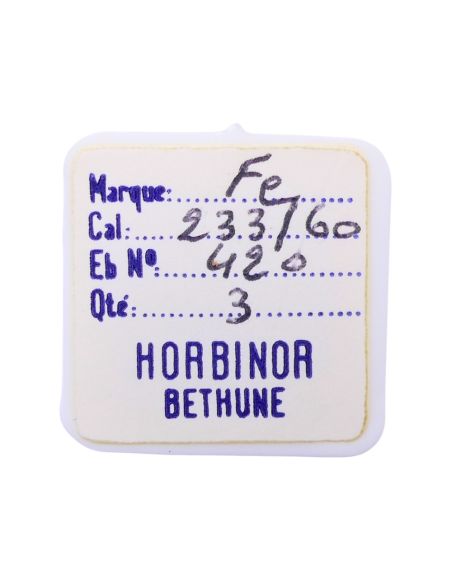 Marque: Fe
Cal: 233/60
Eb Nº 420
Qté: 3
HORBINOR
BETHUNE